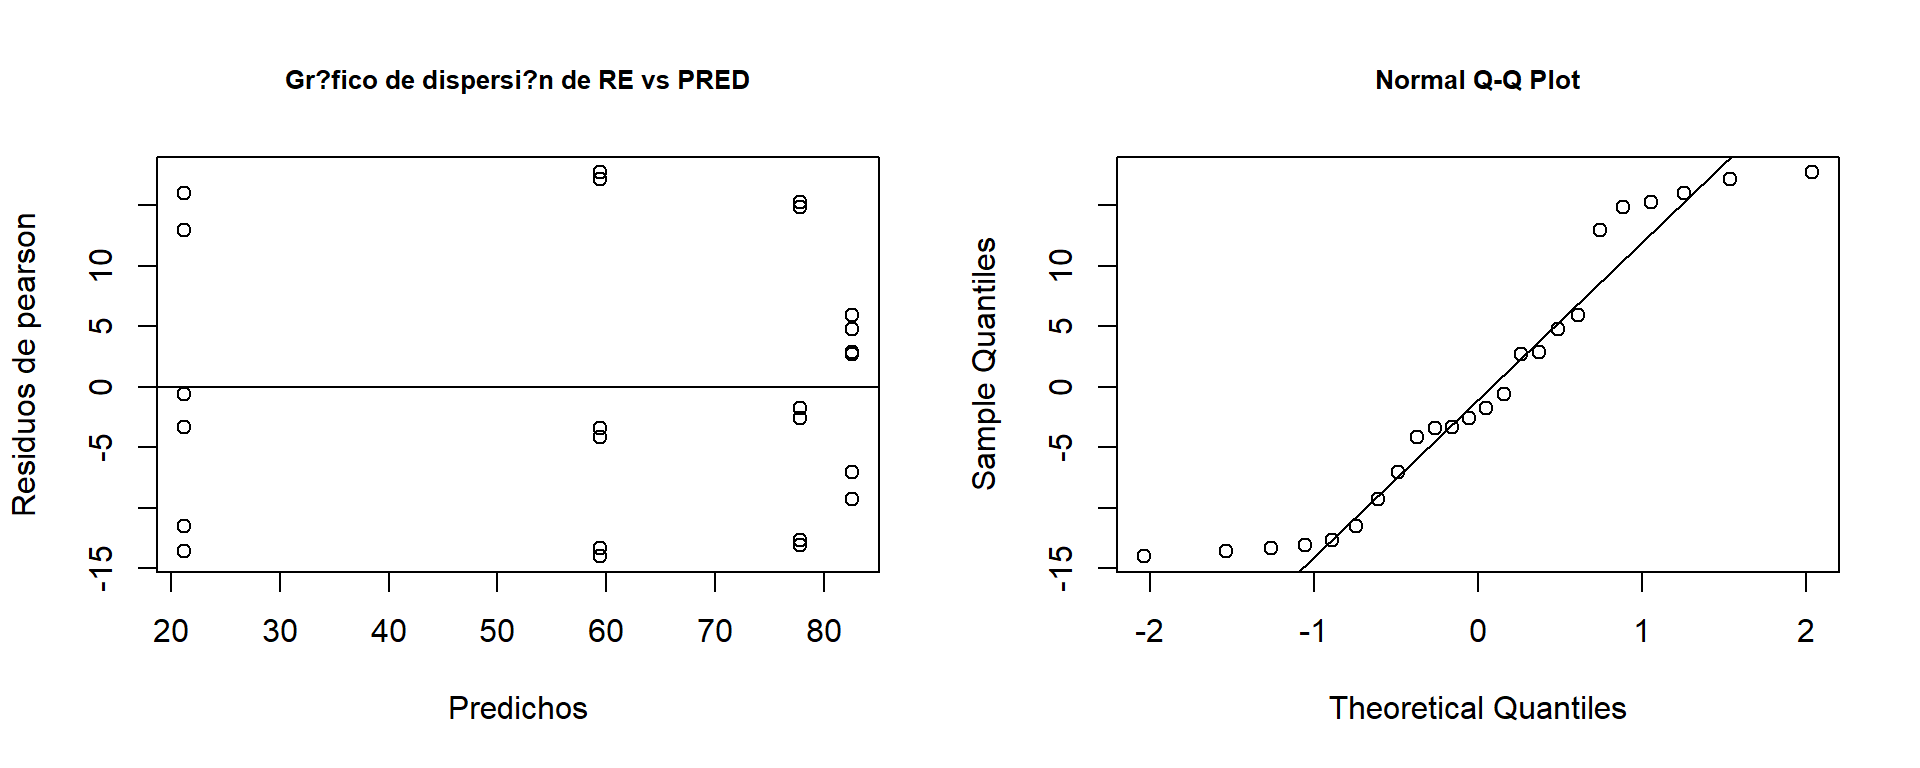 Gr?fico de dispersi?n de RE vs PRED
Residuos de pearson
10
5
0
-5
-15
20 30 40 50 60 70 80
Predichos
Normal Q-Q Plot
Sample Quantiles
10
5
0
-5
-15
-2 -1 0 1 2
Theoretical Quantiles